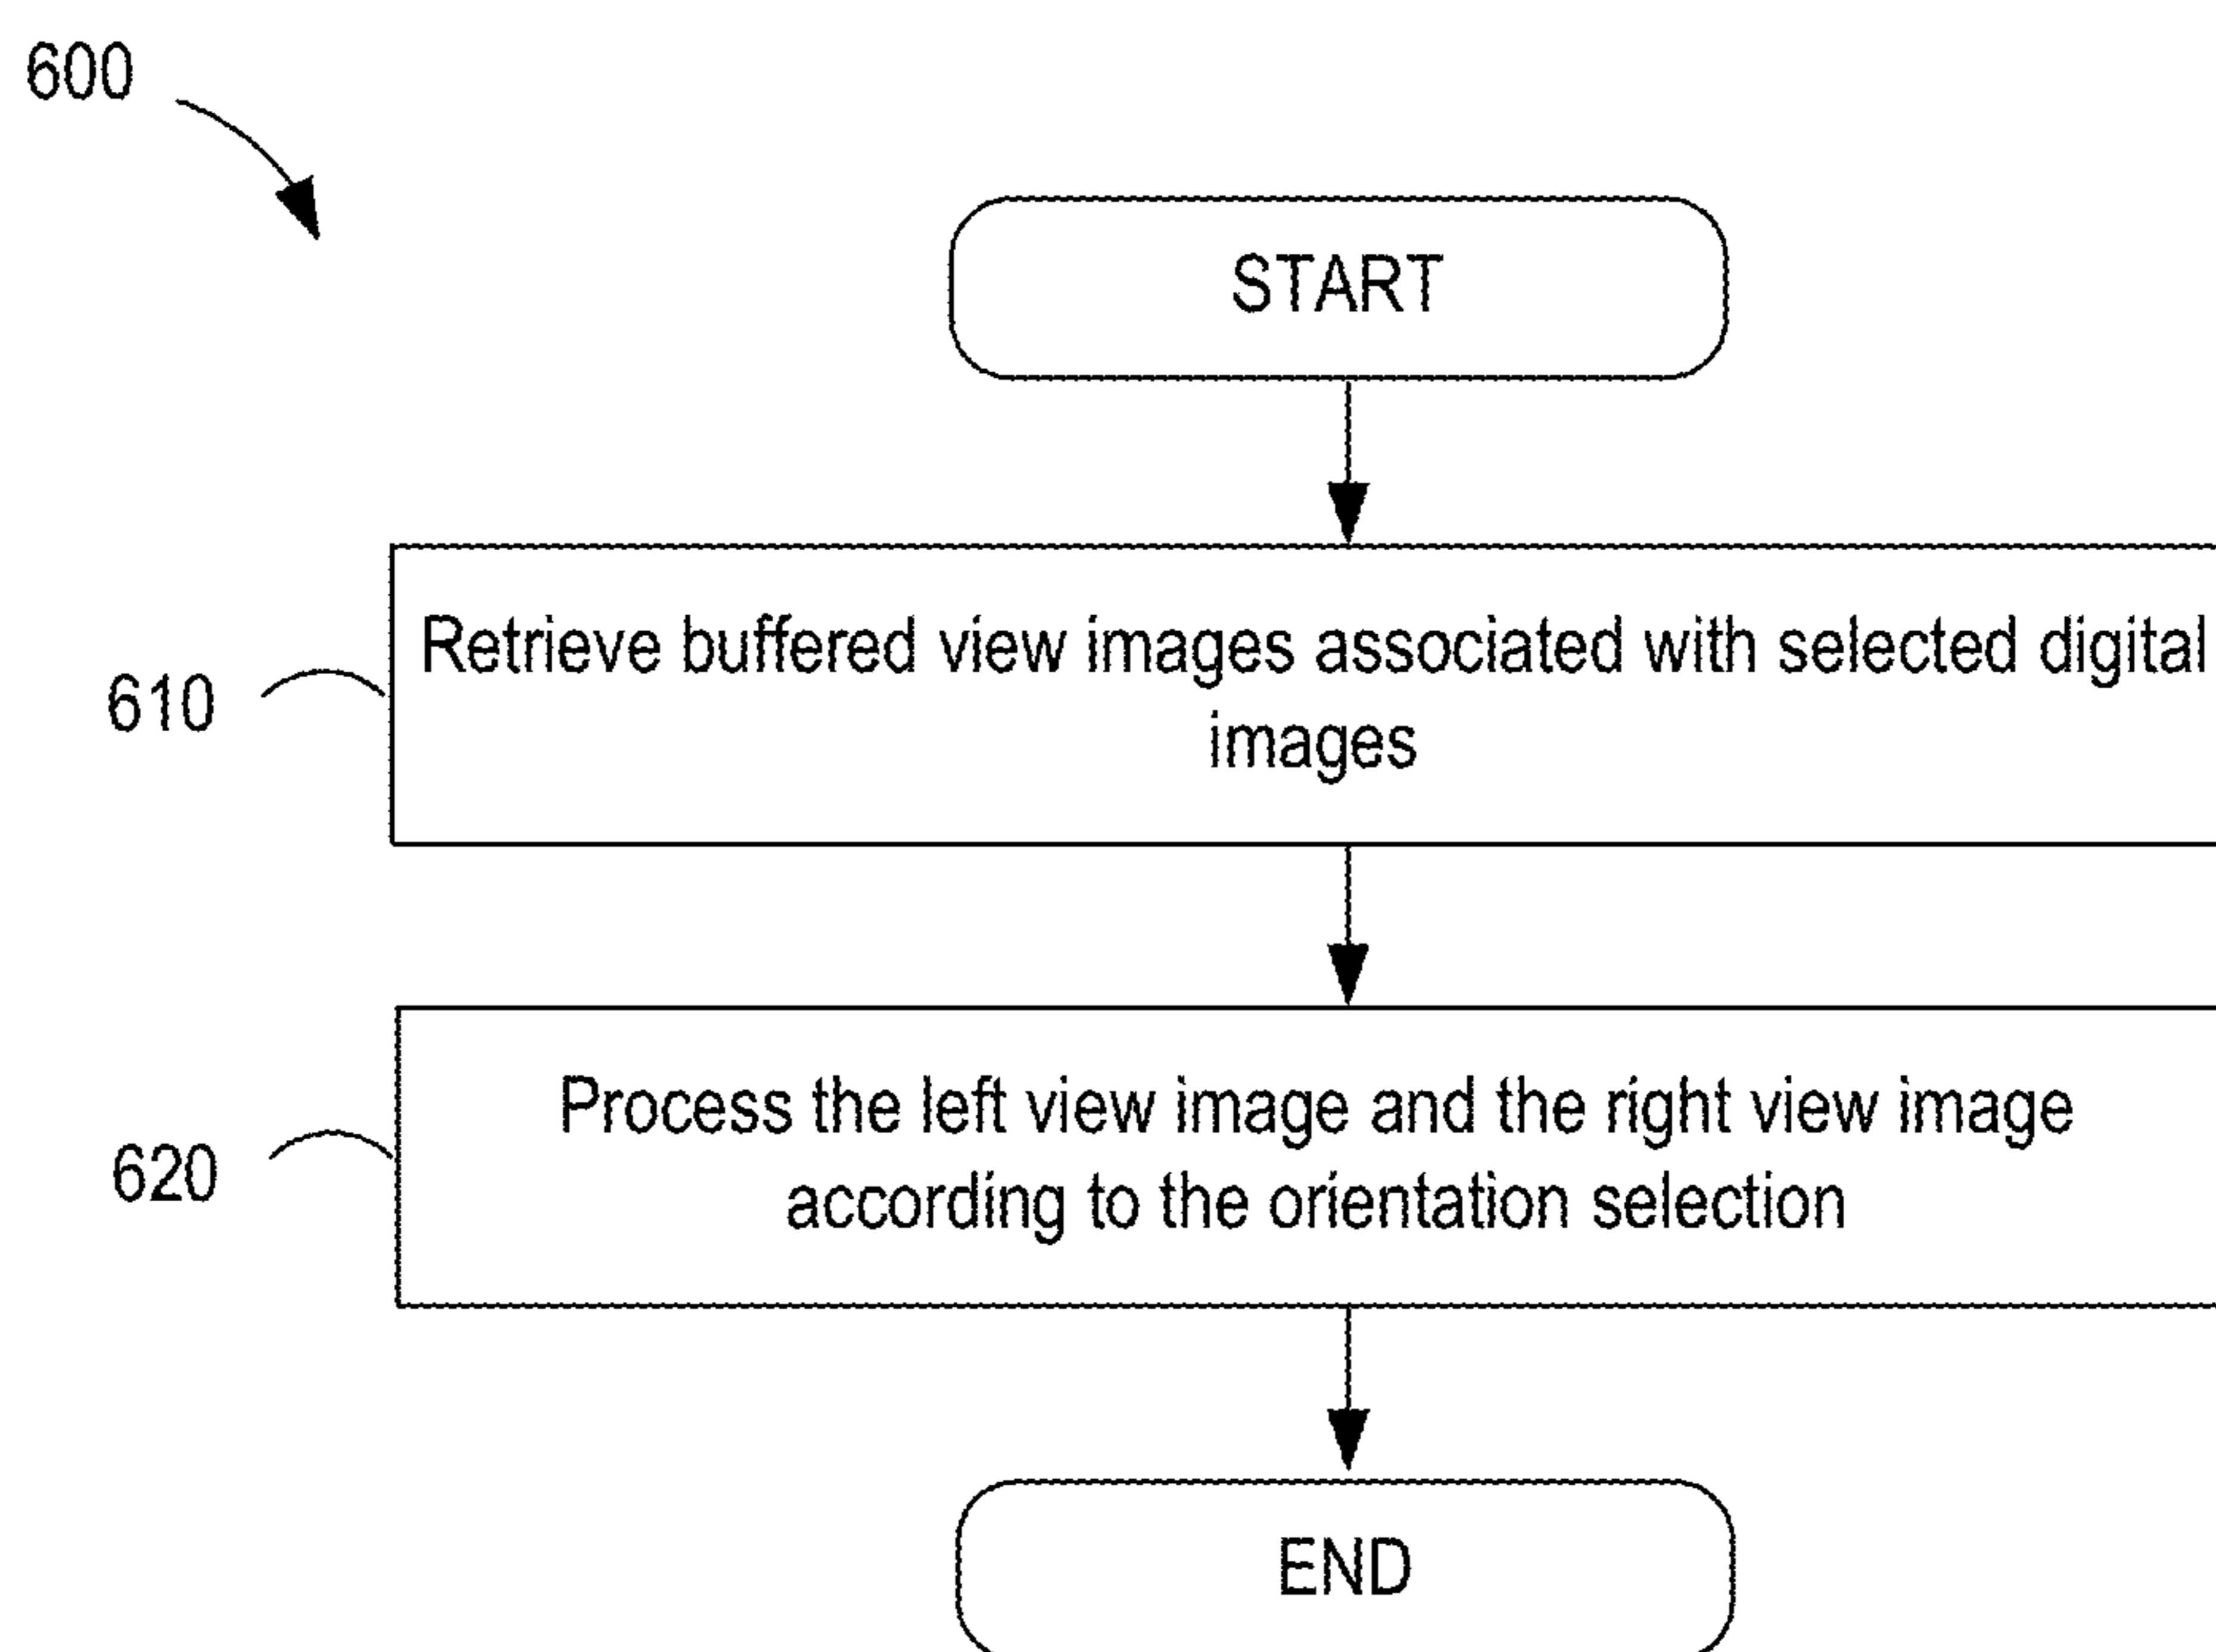 600
START
610
Retrieve buffered view images associated with selected digital
images
620
Process the left view image and the right view image
according to the orientation selection
END